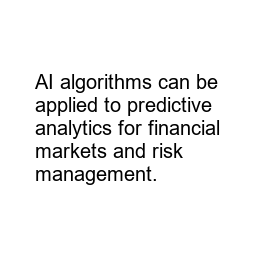 AI algorithms can be
applied to predictive
analytics for financial
markets and risk
management.